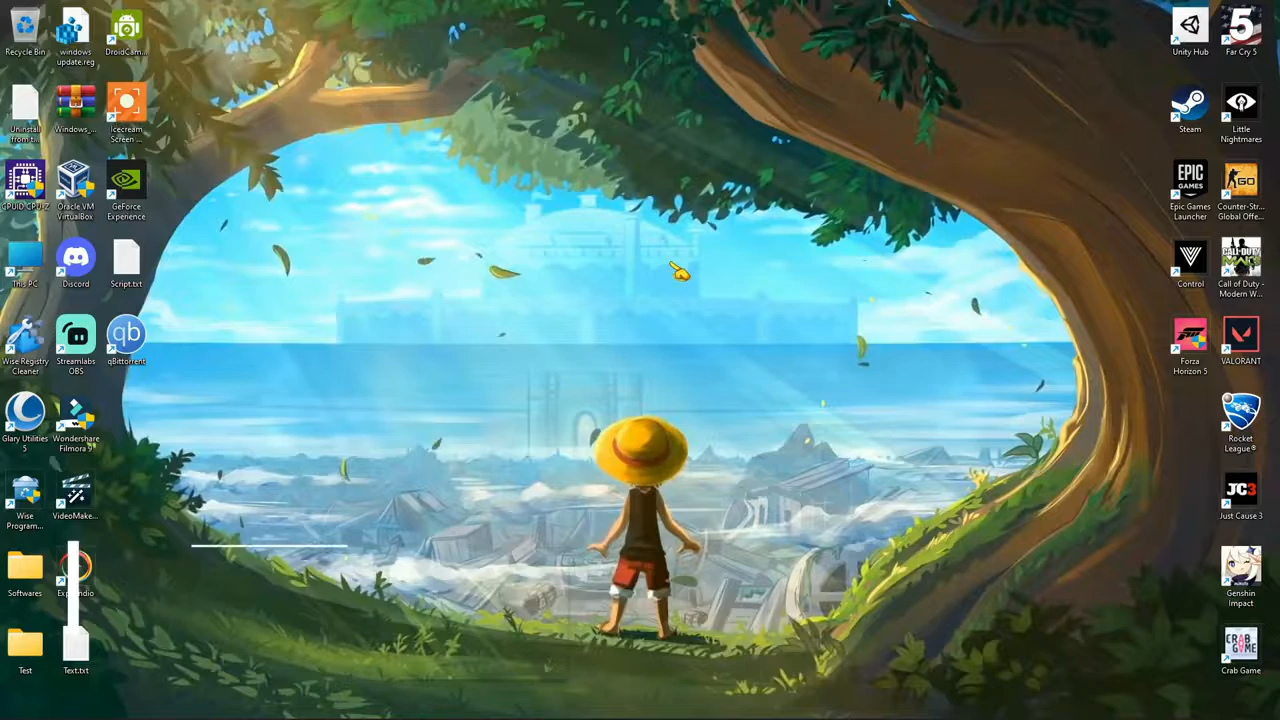 Recycle Bin
windows
update.reg
DroidCam...
Uninstall
from t...
Windows_...
Icecream
Screen ...
CPUID CPU-Z
Oracle VM
VirtualBox
GeForce
Experience
This PC
Discord
Script.txt
Wise Registry
Cleaner
Streamlabs
OBS
qb
qBittorrent
Glary Utilities
5
Wondershare
Filmora 9
Wise
Program...
VideoMake...
Softwares
Test
Text.txt
Unity Hub
5
Far Cry 5
Steam
Little
Nightmares
EPIC
GAMES
Epic Games
Launcher
GO
Counter-Str...
Global Offe...
Control
CALL OF DUTY
Call of Duty -
Modern W...
Forza
Horizon 5
VALORANT
Rocket
League®
JC3
Just Cause 3
Genshin
Impact
CRAB
GAME
Crab Game